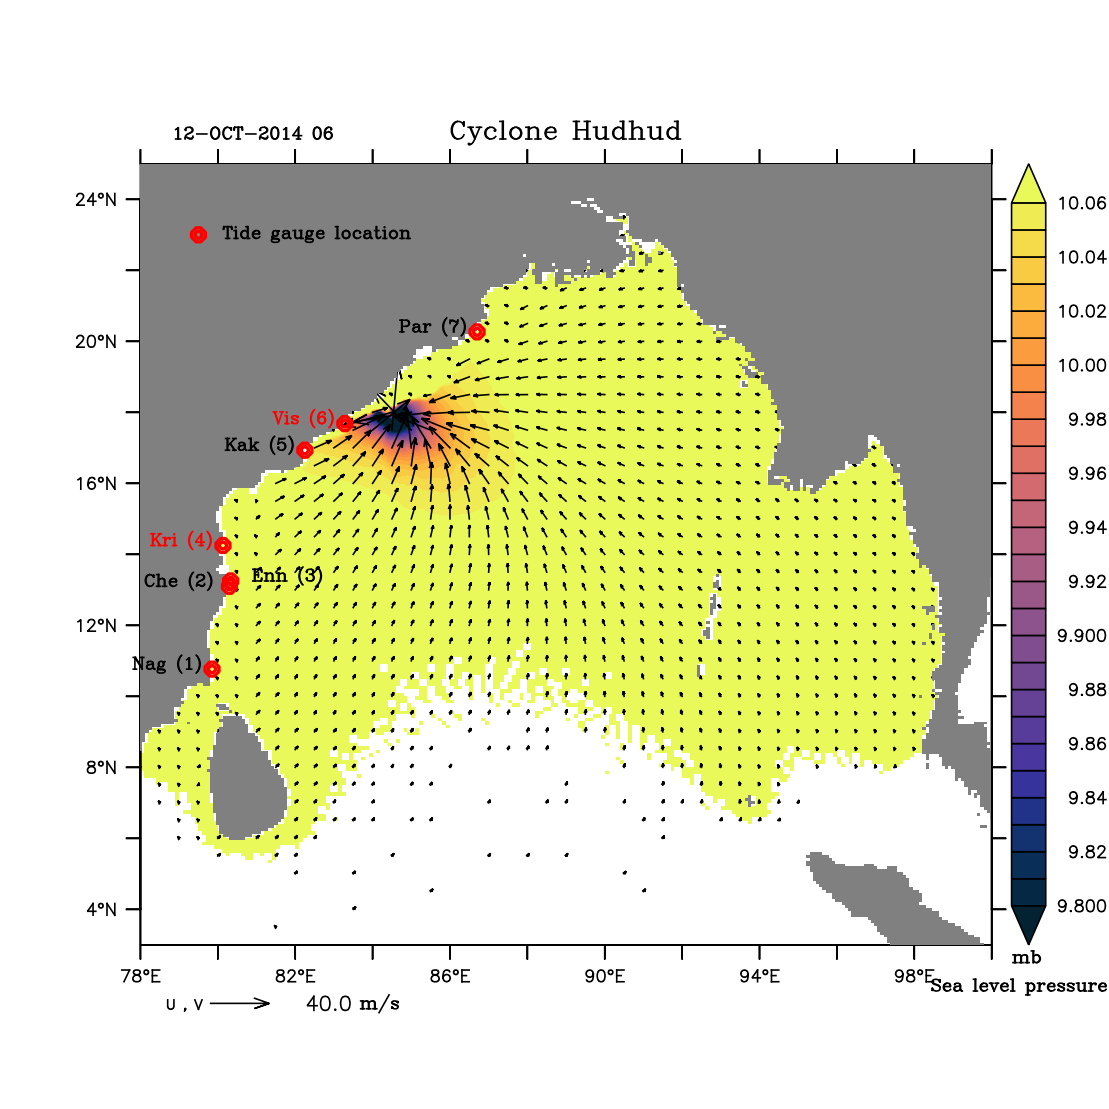 12-OCT-2014 06
Cyclone Hudhud
24°N
20°N
16°N
12°N
8°N
4°N
Tide gauge location
Par (7)
Vis (6)
Kak (5)
Kri (4)
Enn (3)
Che (2)
Nag (1)
78°E 82°E 86°E 90°E 94°E 98°E
U , V 40.0 m/s
10.06
10.04
10.02
10.00
9.98
9.96
9.94
9.92
9.900
9.88
9.86
9.84
9.82
9.800
mb
Sea level pressure